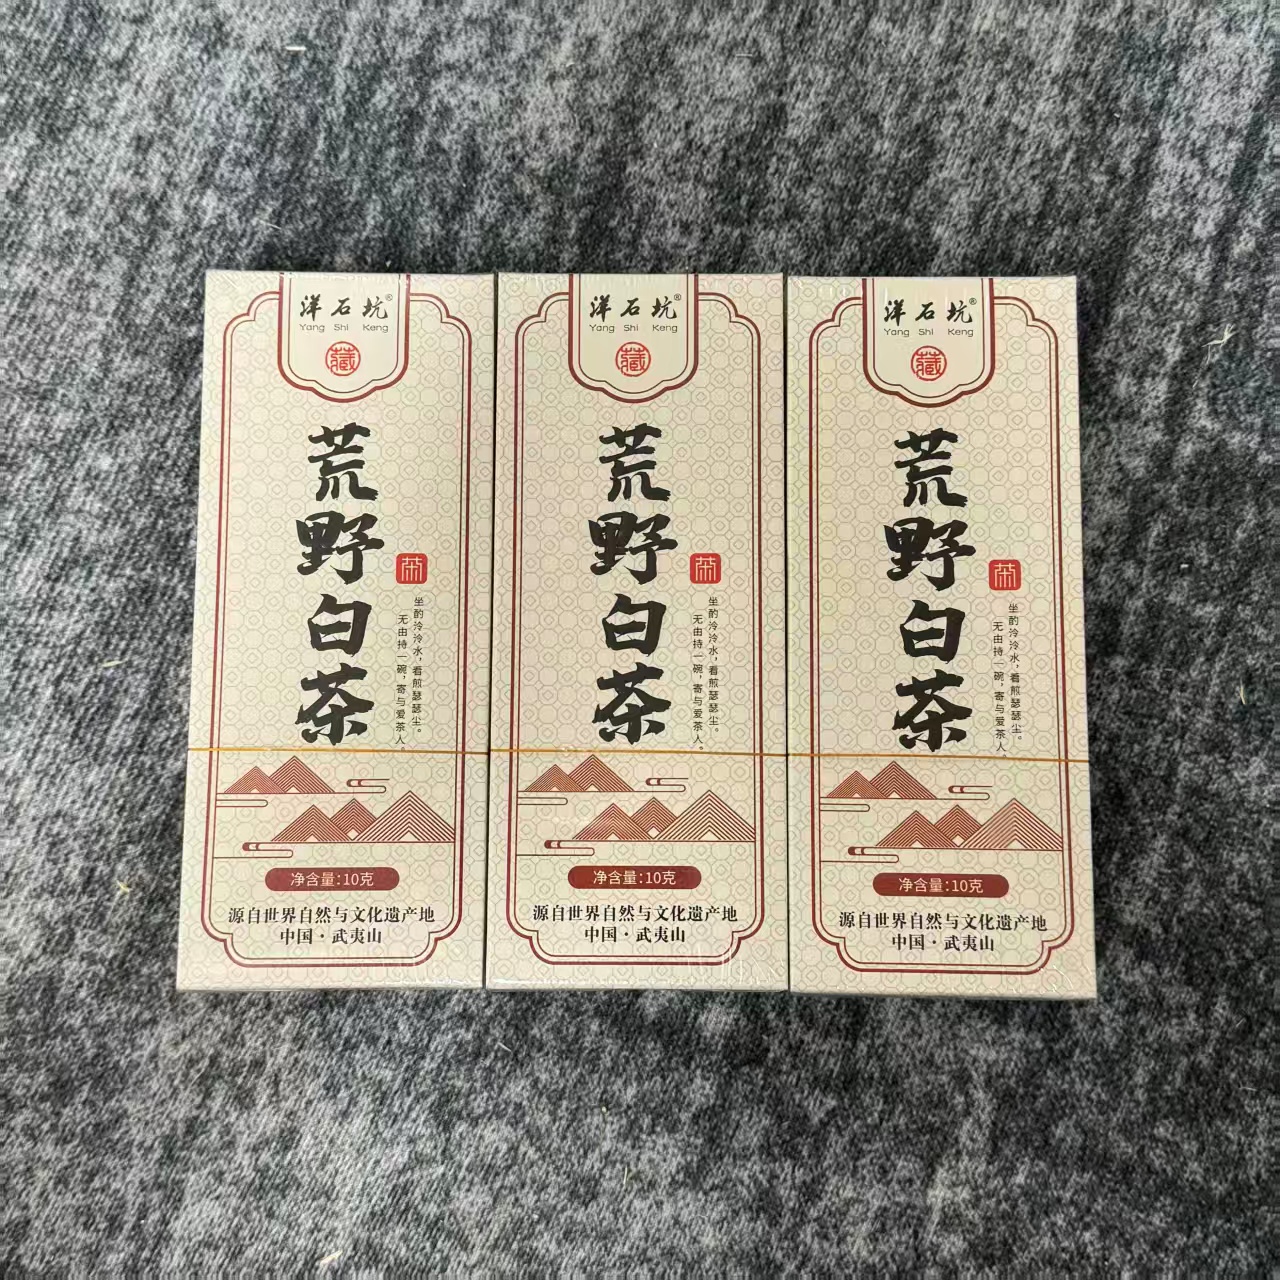 洋石坑®
Yang Shi Keng
藏
荒野白茶
茶
坐酌泠泠水，看煎瑟瑟尘。
无由持一碗，寄与爱茶人。
净含量:10克
源自世界自然与文化遗产地
中国·武夷山
洋石坑®
Yang Shi Keng
藏
荒野白茶
茶
坐酌泠泠水，看煎瑟瑟尘。
无由持一碗，寄与爱茶人。
净含量:10克
源自世界自然与文化遗产地
中国·武夷山
洋石坑®
Yang Shi Keng
藏
荒野白茶
茶
坐酌泠泠水，看煎瑟瑟尘。
无由持一碗，寄与爱茶人。
净含量:10克
源自世界自然与文化遗产地
中国·武夷山